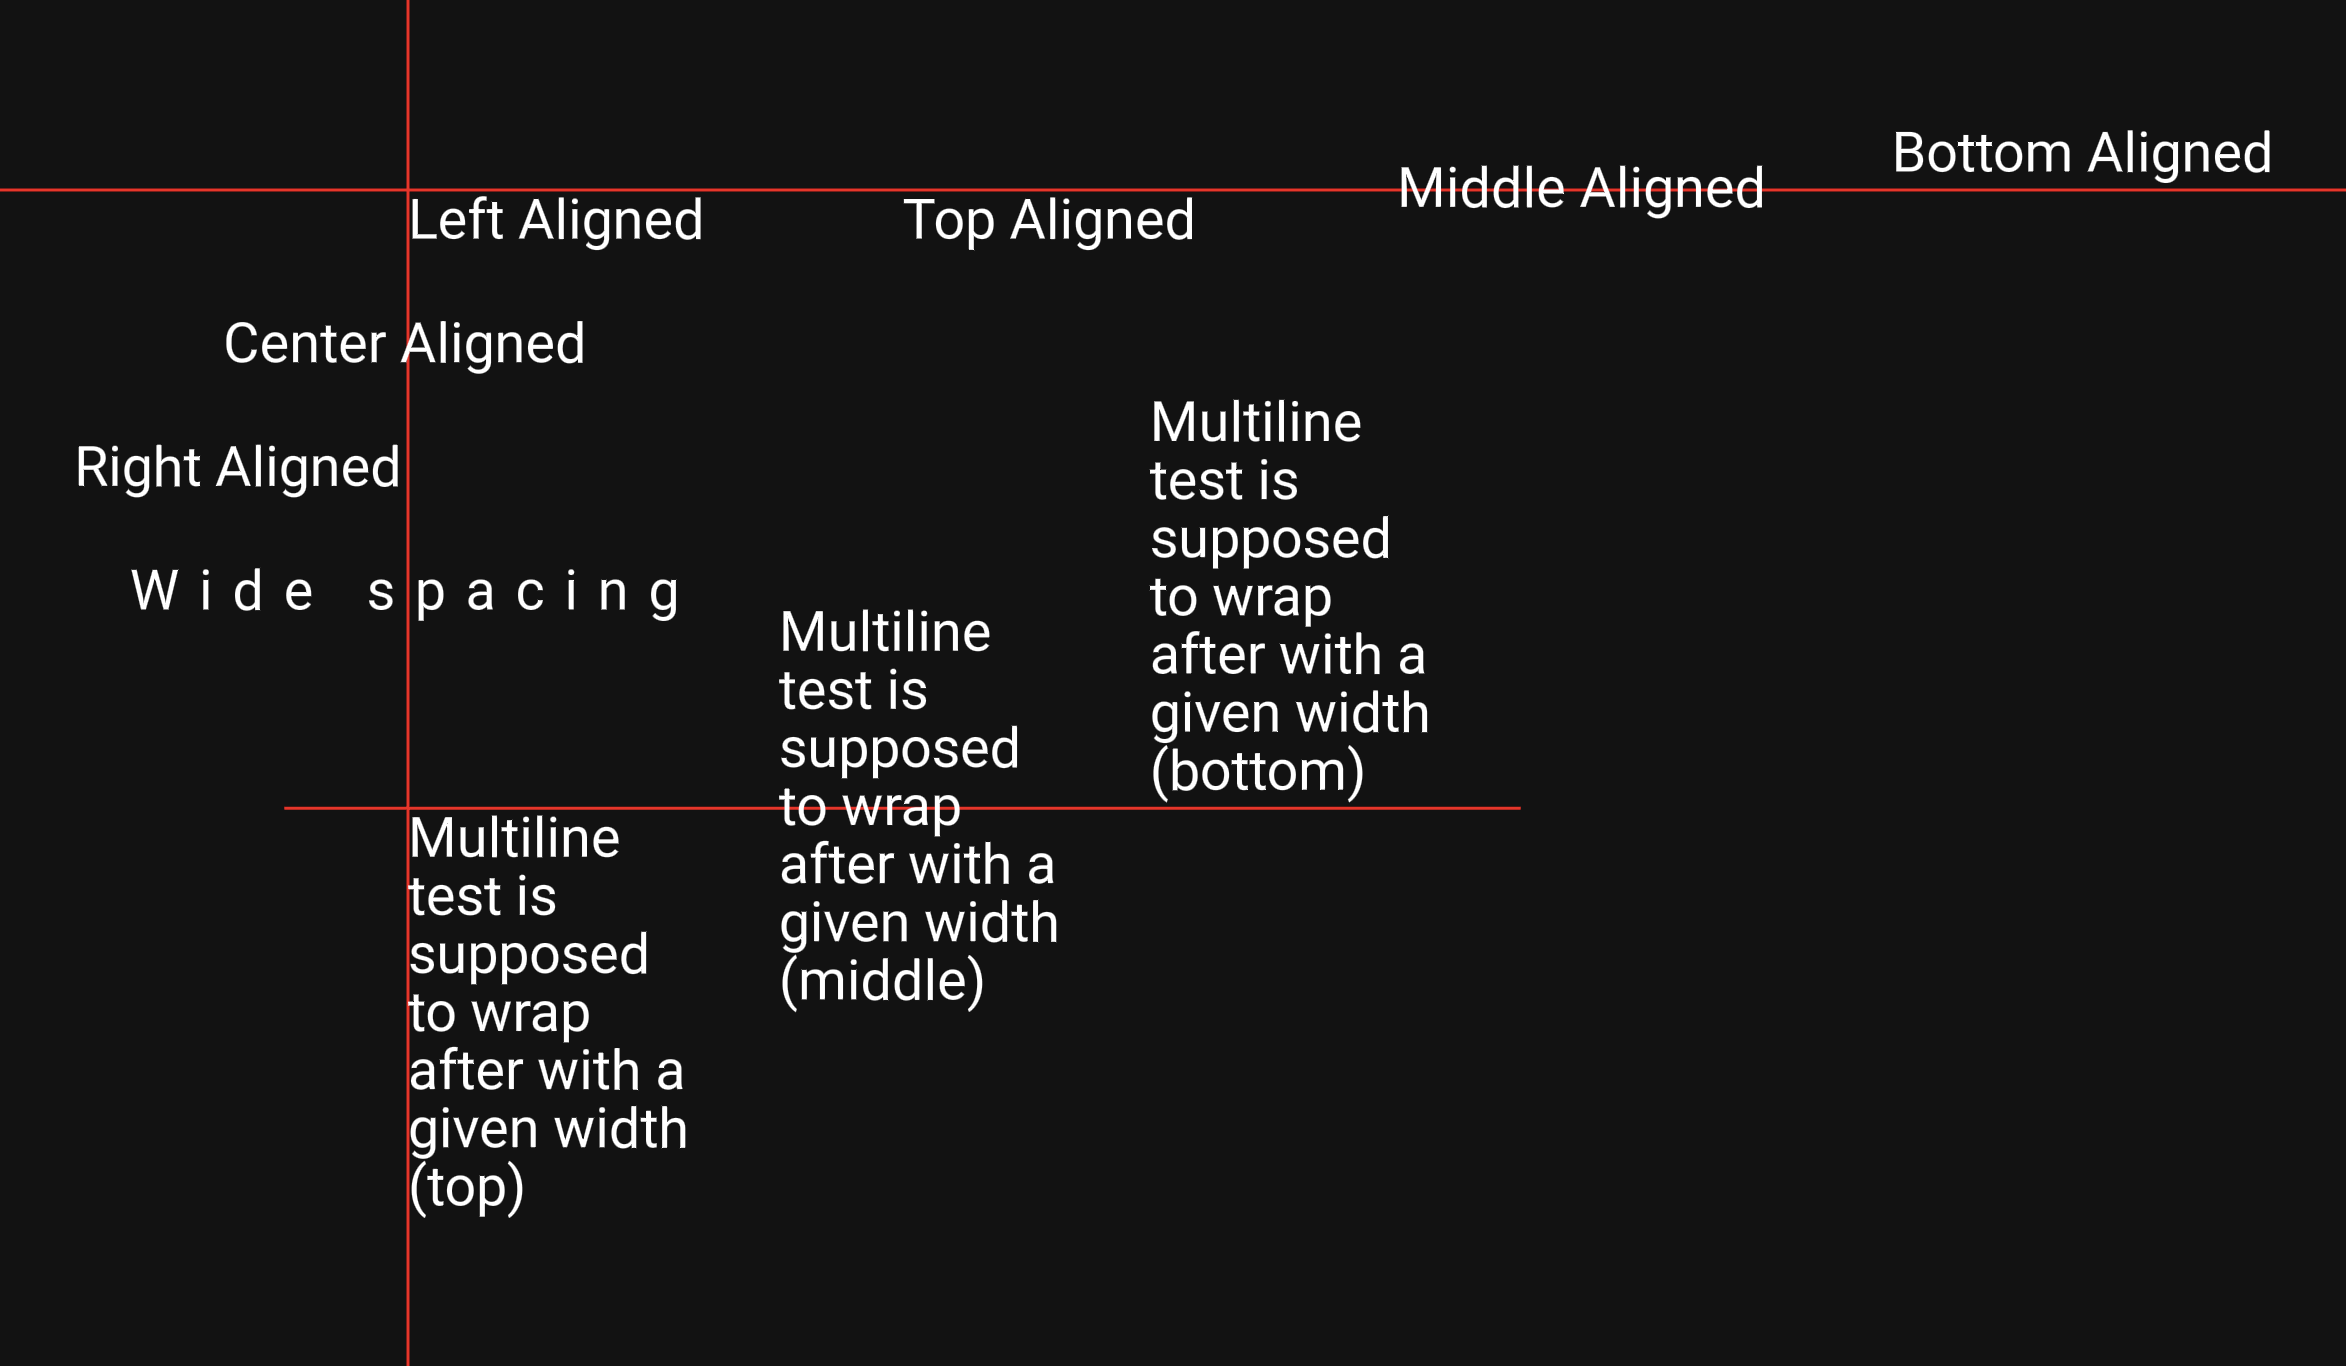 Bottom Aligned
Middle Aligned
Left Aligned
Top Aligned
Center Aligned
Right Aligned
Wide spacing
Multiline
test is
supposed
to wrap
after with a
given width
(top)
Multiline
test is
supposed
to wrap
after with a
given width
(middle)
Multiline
test is
supposed
to wrap
after with a
given width
(bottom)